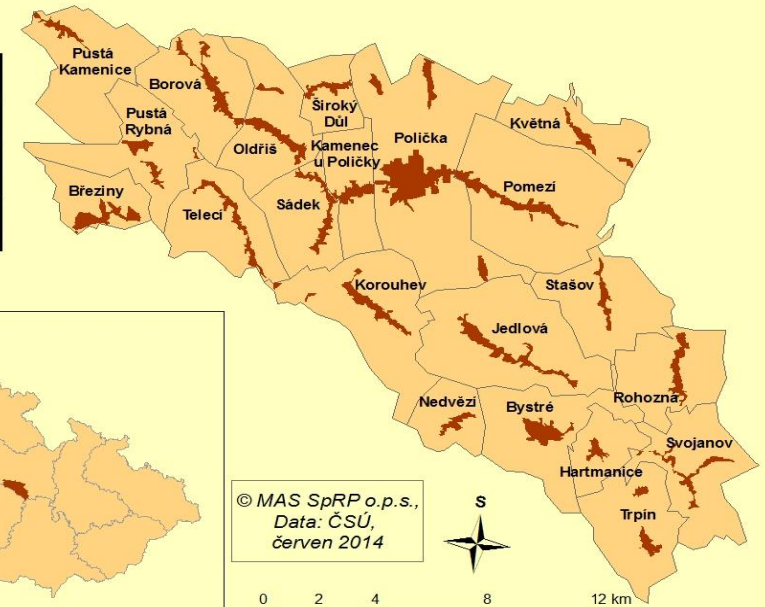 Pustá
Kamenice
Borová
Pustá
Rybná
Široký
Důl
Oldřiš
Kamenec
u Poličky
Polička
Květná
Březiny
Telecí
Sádek
Pomezí
Korouhev
Stašov
Jedlová
Nedvězí
Bystré
Rohozná
Svojanov
Hartmanice
Trpín
© MAS SpRP o.p.s.,
Data: ČSÚ,
červen 2014
S
0 2 4 8 12 km